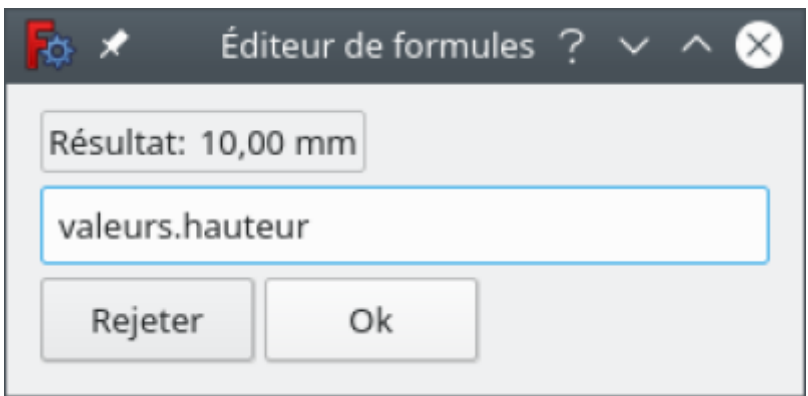 Éditeur de formules
Résultat: 10,00 mm
valeurs.hauteur
Rejeter Ok